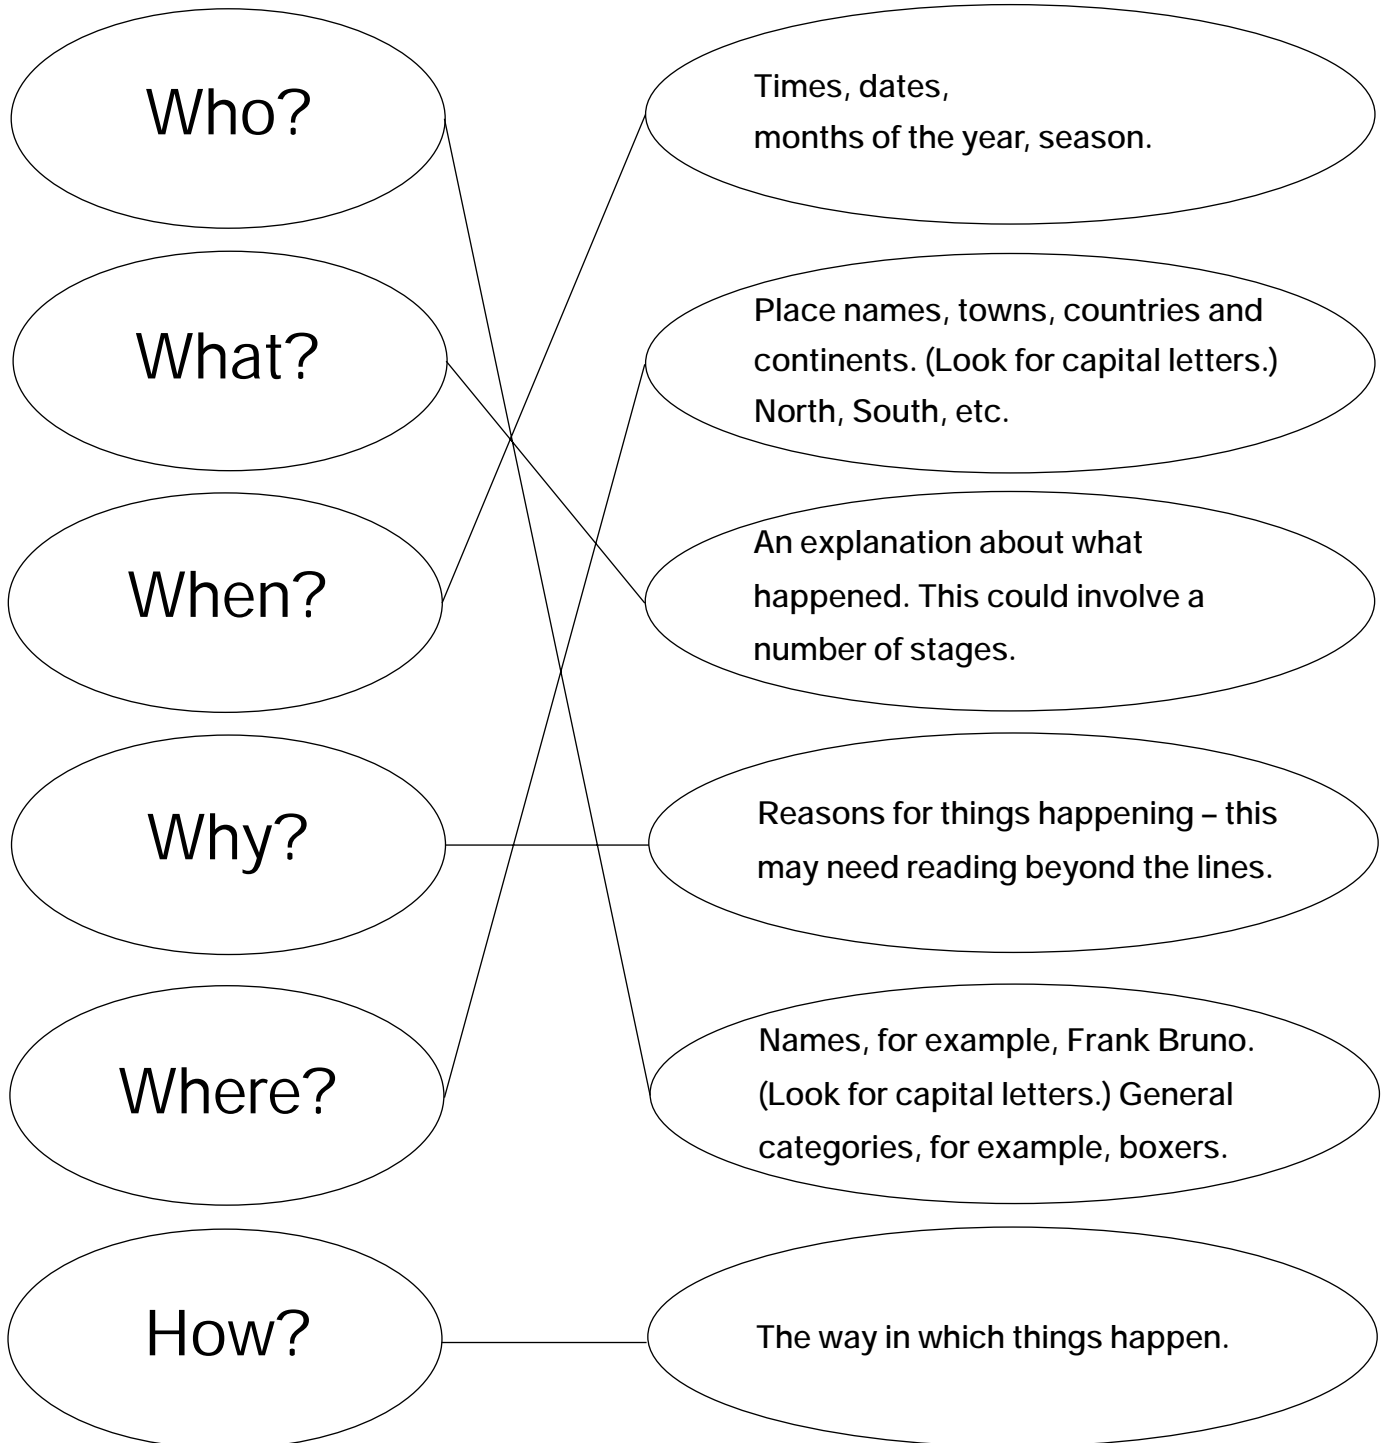 Who?
Times, dates,
months of the year, season.
What?
Place names, towns, countries and
continents. (Look for capital letters.)
North, South, etc.
When?
An explanation about what
happened. This could involve a
number of stages.
Why?
Reasons for things happening – this
may need reading beyond the lines.
Where?
Names, for example, Frank Bruno.
(Look for capital letters.) General
categories, for example, boxers.
How?
The way in which things happen.